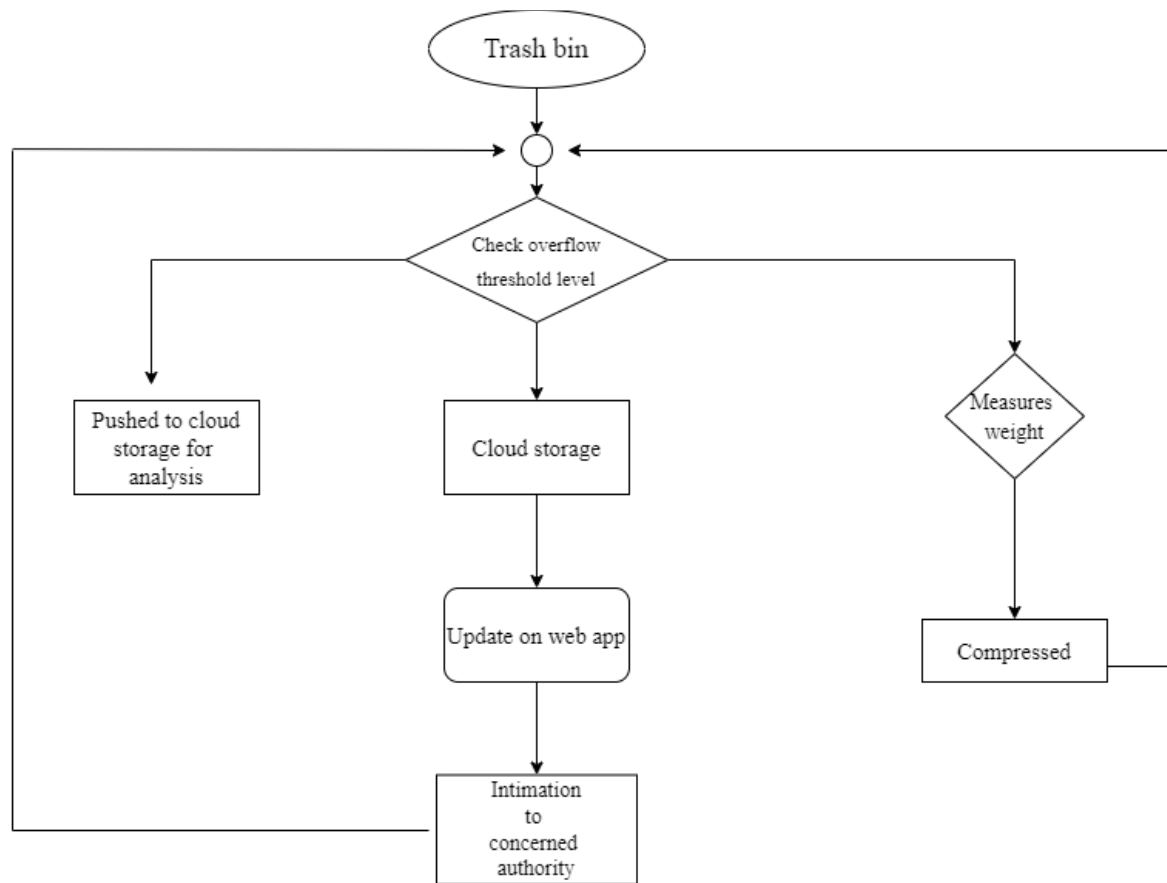 Trash bin
Check overflow
threshold level
Pushed to cloud
storage for
analysis
Cloud storage
Measures
weight
Update on web app
Compressed
Intimation
to
concerned
authority